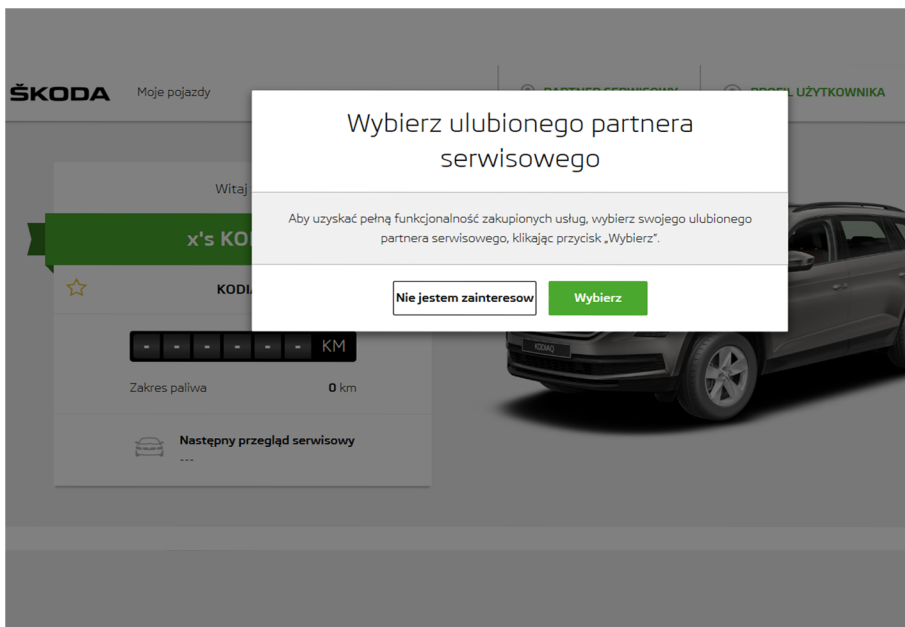 ŠKODA
Moje pojazdy
PARTNER SERWISOWY
PROFIL UŻYTKOWNIKA
Wybierz ulubionego partnera
serwisowego
Aby uzyskać pełną funkcjonalność zakupionych usług, wybierz swojego ulubionego
partnera serwisowego, klikając przycisk „Wybierz”.
Nie jestem zainteresow
Wybierz
Witaj
x's KO
KODI
- - - - - - KM
Zakres paliwa 0 km
Następny przegląd serwisowy
---
KODIAQ